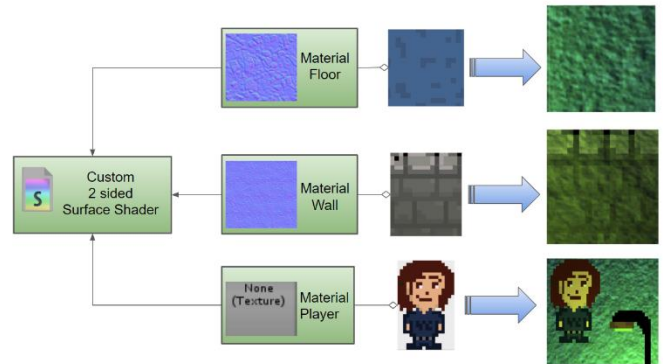 Material
Floor
Custom
2 sided
Surface Shader
S
Material
Wall
None
(Texture)
Material
Player